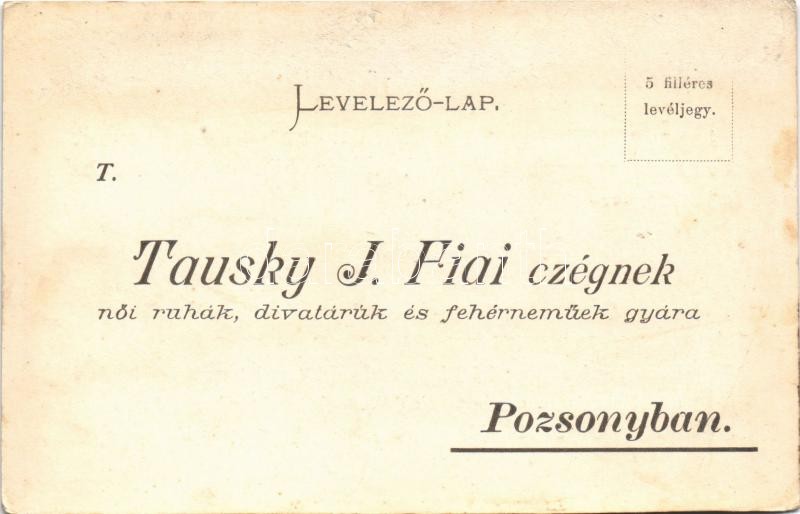 LEVELEZŐ-LAP.
5 filléres
levéljegy.
T.
Tausky J. Fiai czégnek
női ruhák, divatárúk és fehérneműek gyára
Pozsonyban.